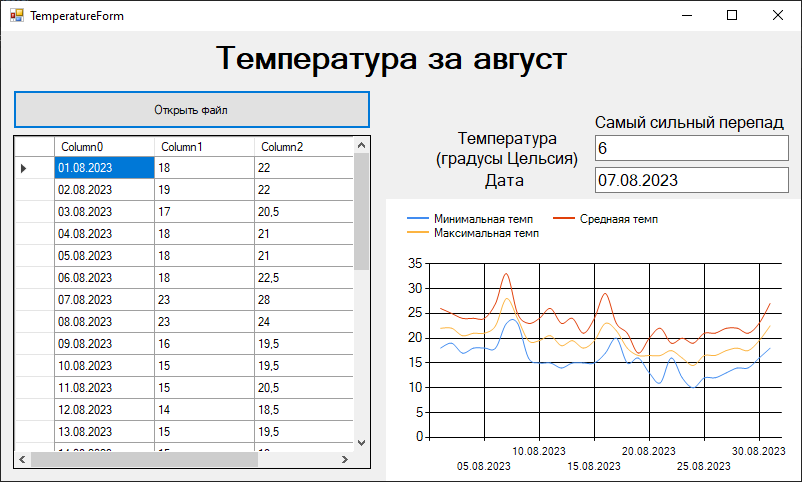 TemperatureForm
Температура за август
Открыть файл
Column0 Column1 Column2
01.08.2023 18 22
02.08.2023 19 22
03.08.2023 17 20,5
04.08.2023 18 21
05.08.2023 18 21
06.08.2023 18 22,5
07.08.2023 23 28
08.08.2023 23 24
09.08.2023 16 19,5
10.08.2023 15 19,5
11.08.2023 15 20,5
12.08.2023 14 18,5
13.08.2023 15 19,5
Самый сильный перепад
Температура
(градусы Цельсия)
6
Дата
07.08.2023
Минимальная темп
Средняяя темп
Максимальная темп
35
30
25
20
15
10
5
0
10.08.2023 20.08.2023 30.08.2023
05.08.2023 15.08.2023 25.08.2023